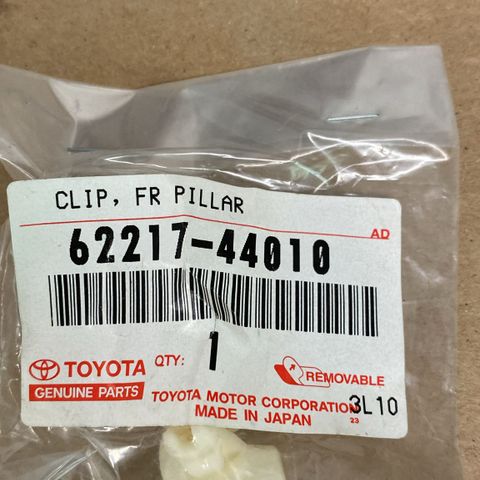 CLIP, FR PILLAR
AD
62217-44010
TOYOTA QTY: 1
GENUINE PARTS
REMOVABLE
TOYOTA MOTOR CORPORATION 3L10
MADE IN JAPAN 23